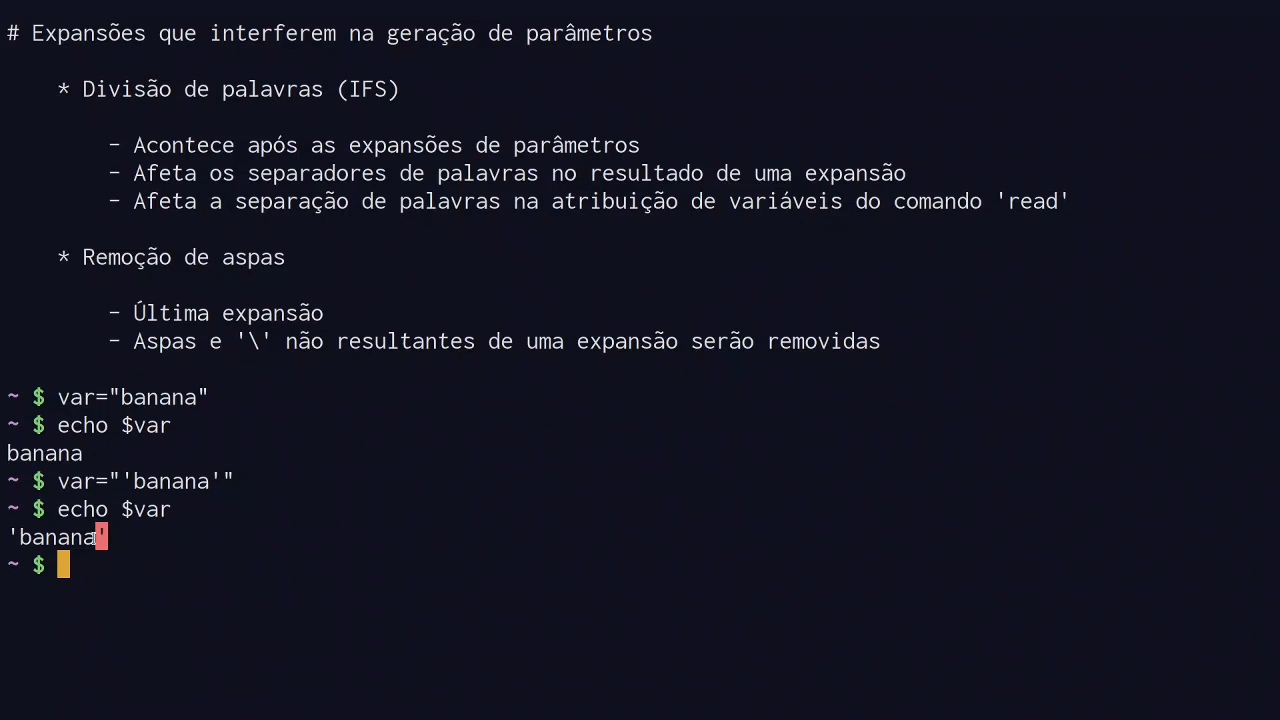 # Expansões que interferem na geração de parâmetros
* Divisão de palavras (IFS)
- Acontece após as expansões de parâmetros
- Afeta os separadores de palavras no resultado de uma expansão
- Afeta a separação de palavras na atribuição de variáveis do comando 'read'
* Remoção de aspas
- Última expansão
- Aspas e '\' não resultantes de uma expansão serão removidas
~ $ var="banana"
~ $ echo $var
banana
~ $ var="'banana'"
~ $ echo $var
'banana'
~ $